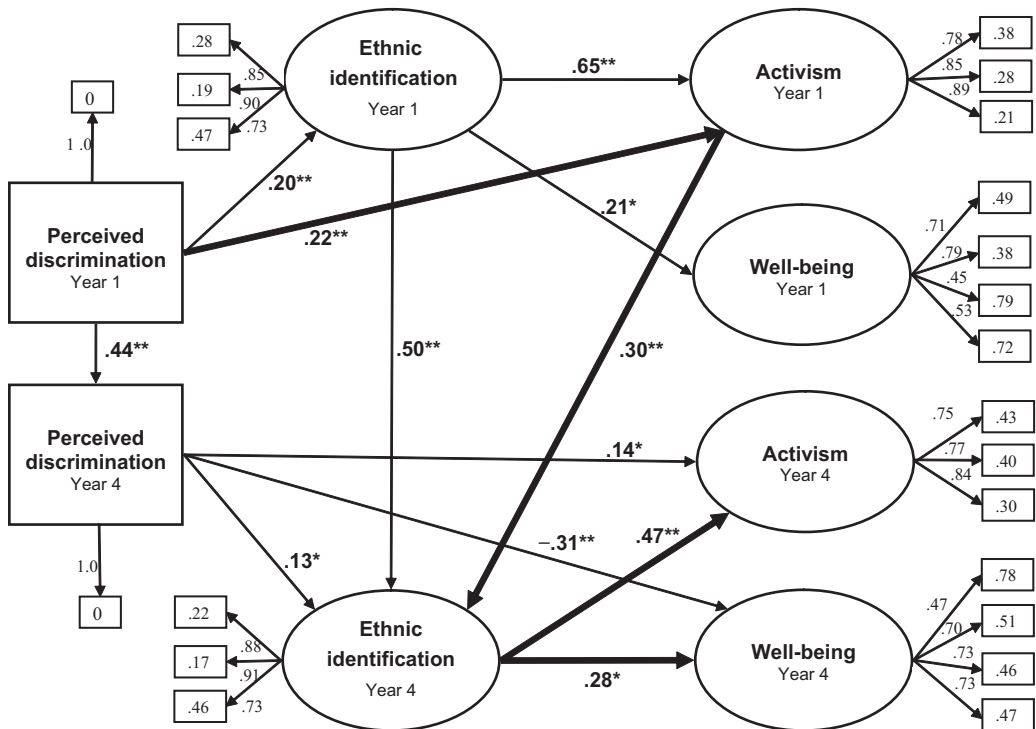 .28
.19
.47
.85
.90
.73
Ethnic
identification
Year 1
.65**
Activism
Year 1
.78
.85
.89
.38
.28
.21
0
1 .0
.20**
.22**
.21*
Perceived
discrimination
Year 1
Well-being
Year 1
.71
.79
.45
.53
.49
.38
.79
.72
.44**
.50**
.30**
Perceived
discrimination
Year 4
.14*
Activism
Year 4
.75
.77
.84
.43
.40
.30
1.0
0
.13*
–.31**
.47**
.22
.17
.46
.88
.91
.73
Ethnic
identification
Year 4
.28*
Well-being
Year 4
.47
.70
.73
.73
.78
.51
.46
.47